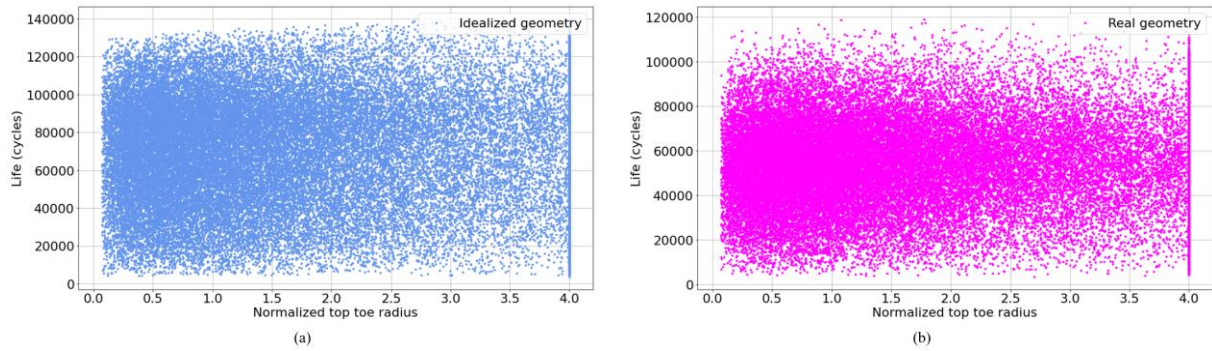 140000
120000
100000
80000
60000
40000
20000
0
Life (cycles)
Idealized geometry
0.0 0.5 1.0 1.5 2.0 2.5 3.0 3.5 4.0
Normalized top toe radius
(a)
120000
100000
80000
60000
40000
20000
0
Life (cycles)
Real geometry
0.0 0.5 1.0 1.5 2.0 2.5 3.0 3.5 4.0
Normalized top toe radius
(b)